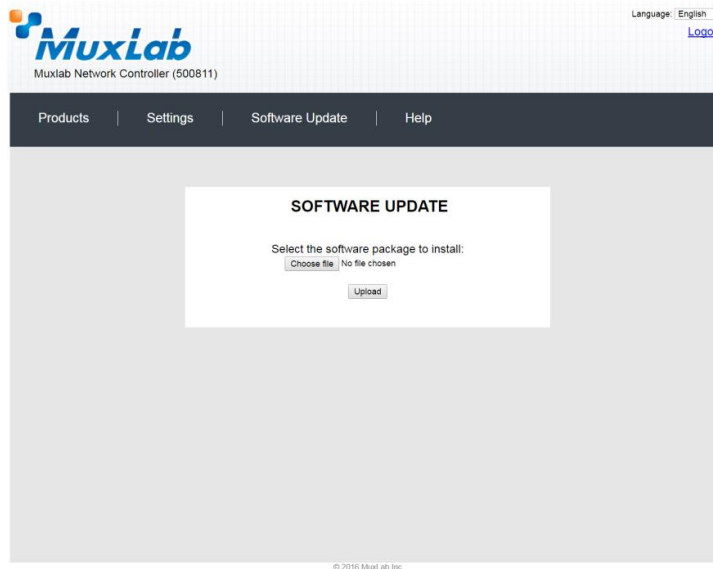 Language: English
Logo
MuxLab
Muxlab Network Controller (500811)
Products | Settings | Software Update | Help
SOFTWARE UPDATE
Select the software package to install:
Choose file No file chosen
Upload
© 2016 MuxLab Inc